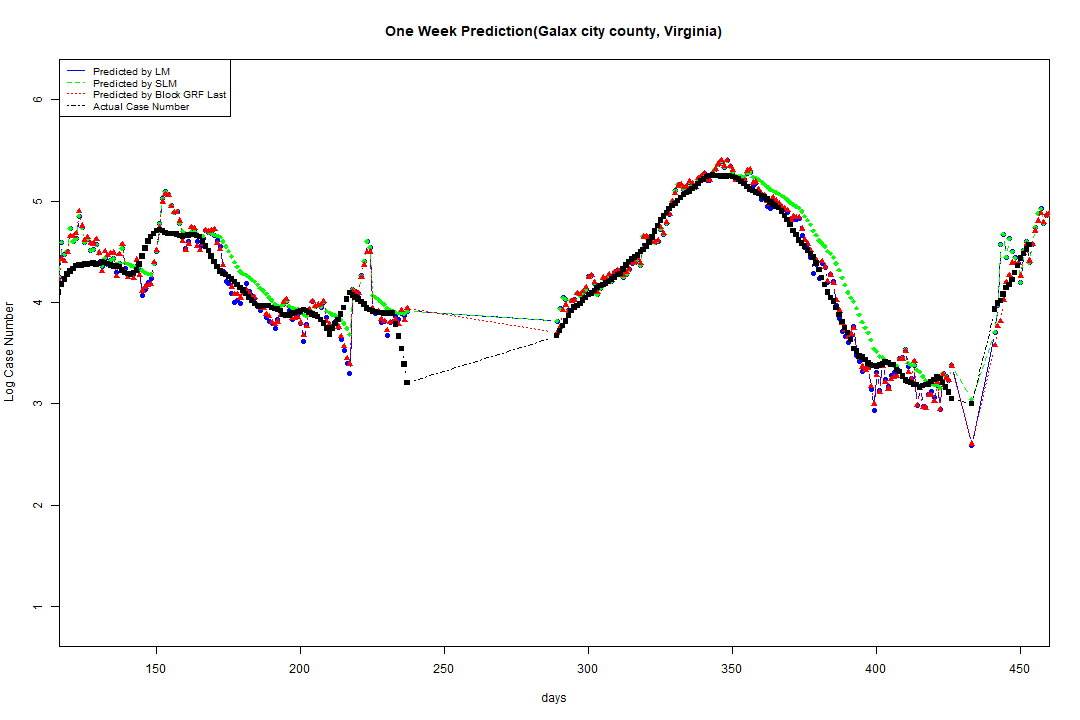 One Week Prediction(Galax city county, Virginia)
Predicted by LM
Predicted by SLM
Predicted by Block GRF Last
Actual Case Number
6
5
4
3
2
1
Log Case Number
150 200 250 300 350 400 450
days